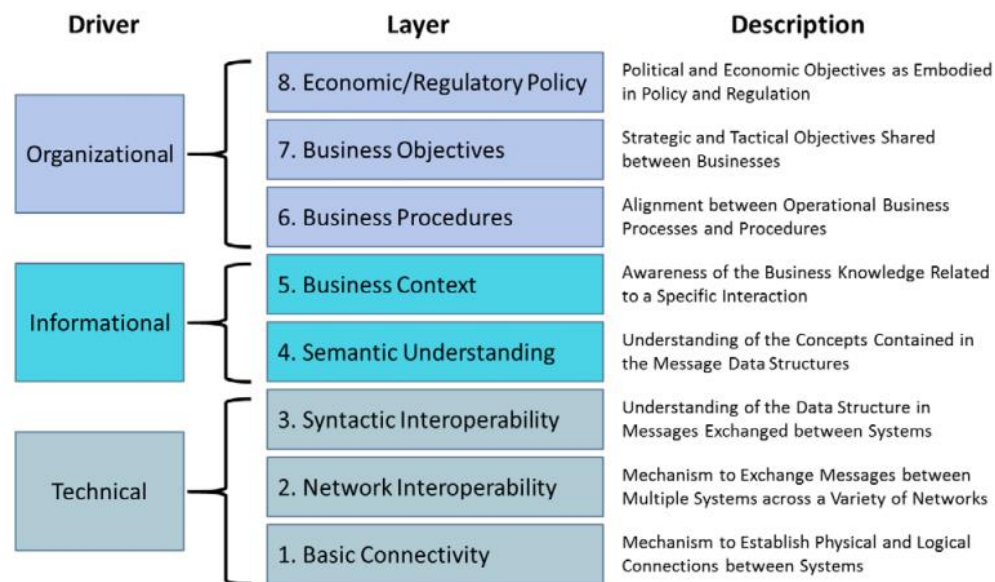 Driver
Layer
Description
Organizational
8. Economic/Regulatory Policy
Political and Economic Objectives as Embodied
in Policy and Regulation
7. Business Objectives
Strategic and Tactical Objectives Shared
between Businesses
6. Business Procedures
Alignment between Operational Business
Processes and Procedures
Informational
5. Business Context
Awareness of the Business Knowledge Related
to a Specific Interaction
4. Semantic Understanding
Understanding of the Concepts Contained in
the Message Data Structures
Technical
3. Syntactic Interoperability
Understanding of the Data Structure in
Messages Exchanged between Systems
2. Network Interoperability
Mechanism to Exchange Messages between
Multiple Systems across a Variety of Networks
1. Basic Connectivity
Mechanism to Establish Physical and Logical
Connections between Systems